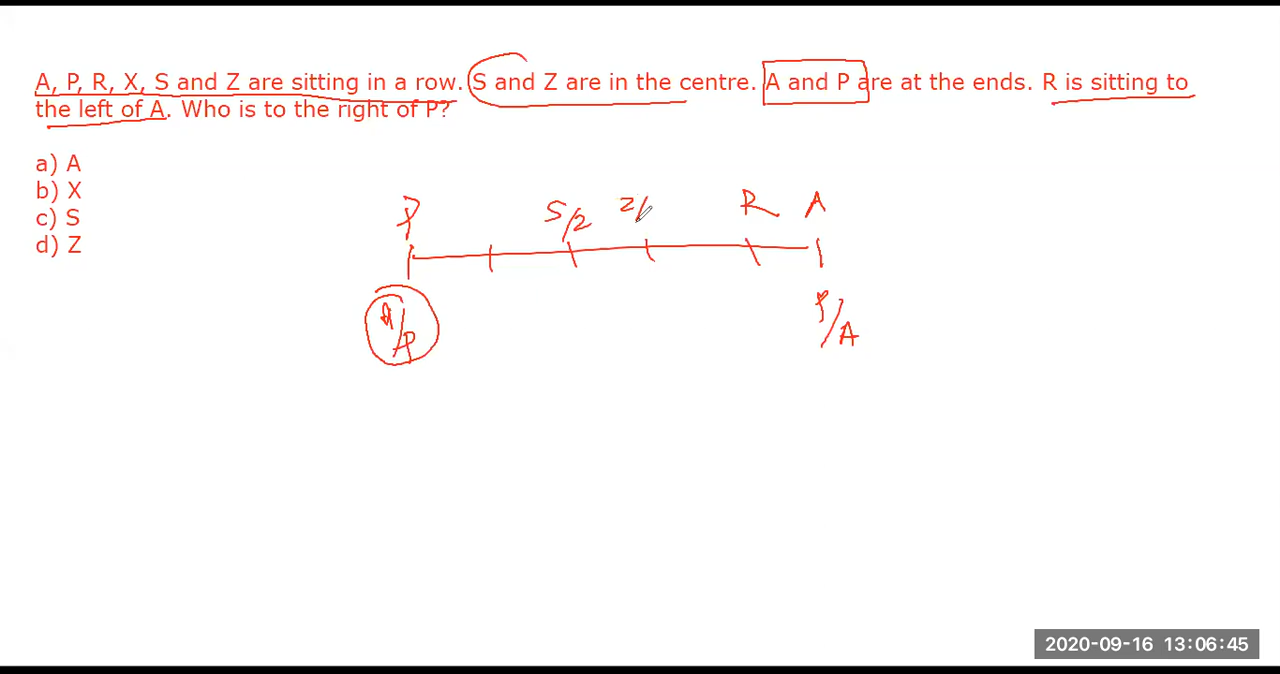 A, P, R, X, S and Z are sitting in a row. S and Z are in the centre. A and P are at the ends. R is sitting to
the left of A. Who is to the right of P?
a) A
b) X
c) S
d) Z
P S/Z Z/ R A
A/P P/A
2020-09-16 13:06:45